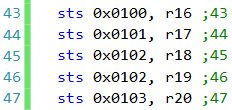 43 sts 0x0100, r16 ;43
44 sts 0x0101, r17 ;44
45 sts 0x0102, r18 ;45
46 sts 0x0102, r19 ;46
47 sts 0x0103, r20 ;47